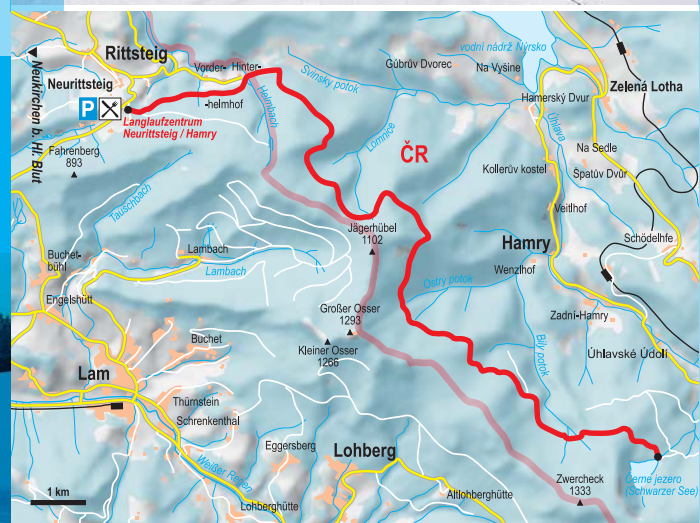 Rittsteig
Neurittsteig
Neukirchen b. Hl. Blut
P
Vorder-
Hinter-
-helmhof
Langlaufzentrum
Neurittsteig / Hamry
Fahrenberg
893
Helmbach
Svinsky potok
Gübrův Dvorec
vodni nádrž Nýrsko
Na Vyšine
Hamerský Dvur
Zelená Lotha
Úhlava
Na Sedle
Špatův Dvůr
Kollerův kostel
Lomnice
ČR
Veitlhof
Schödelhfe
Hamry
Wenzlhof
Ostrý potok
Jägerhübel
1102
Tauschbach
Lambach
Lambach
Buchet-
bühl
Engelshütt
Großer Osser
1293
Kleiner Osser
1266
Buchet
Zadní-Hamry
Úhlavské Údolí
Bílý potok
Lam
Thürnstein
Schrenkenthal
Eggersberg
Lohberg
Weißer Regen
Lohberghütte
Altlohberghütte
Zwercheck
1333
Černé jezero
(Schwarzer See)
1 km